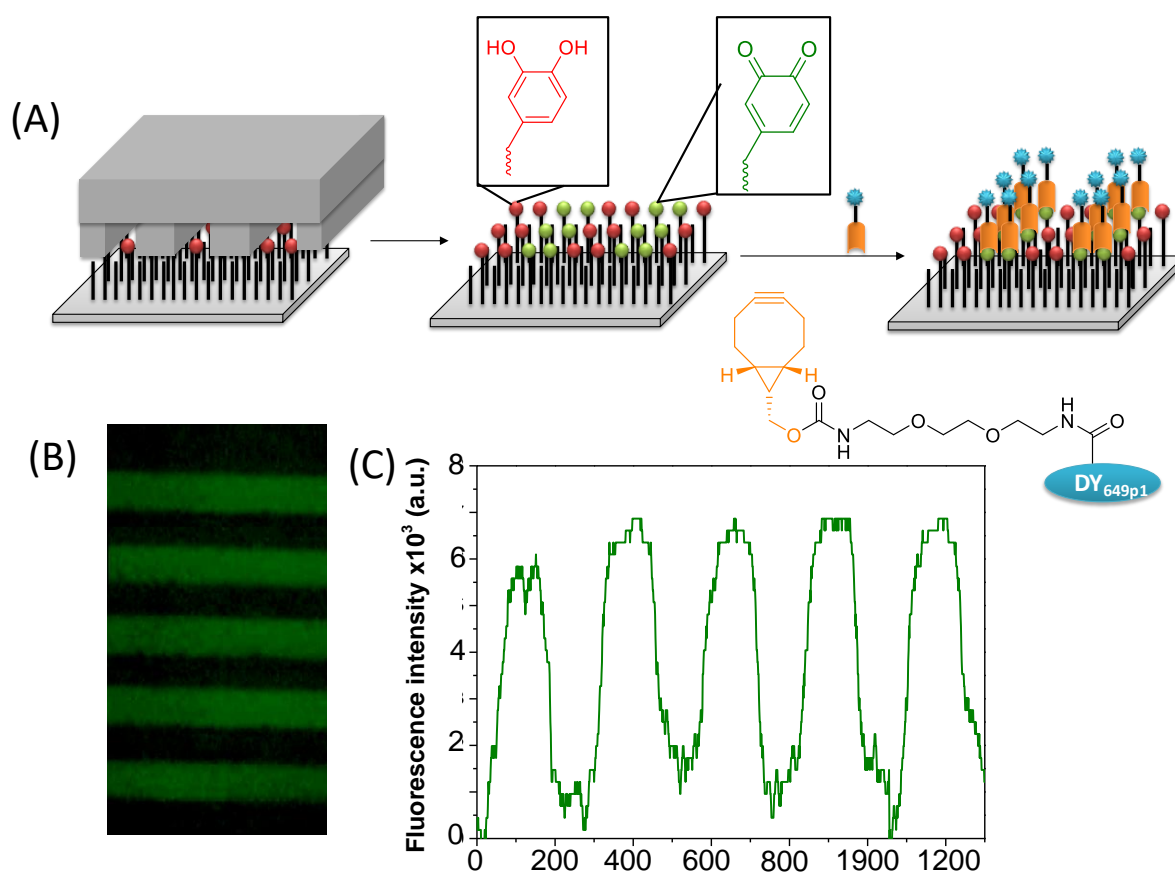 (A)
HO OH
O O
H H
O
O N
H
O
O
H
N
O
DY649p1
(B)
(C)
Fluorescence intensity x10³ (a.u.)
8
6
4
2
0
0 200 400 600 800 1900 1200